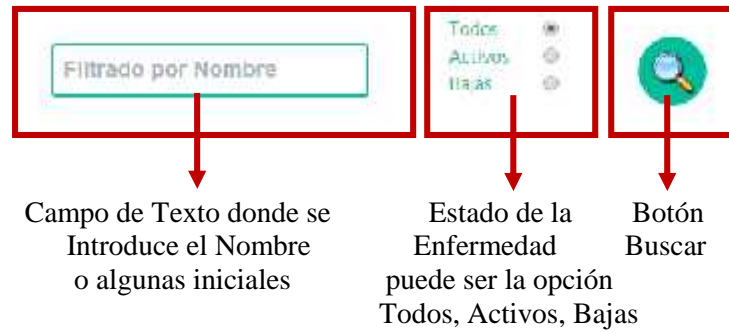 Filtrado por Nombre
Todos
Activos
Bajas
Campo de Texto donde se
Introduce el Nombre
o algunas iniciales
Estado de la
Enfermedad
puede ser la opción
Todos, Activos, Bajas
Botón
Buscar